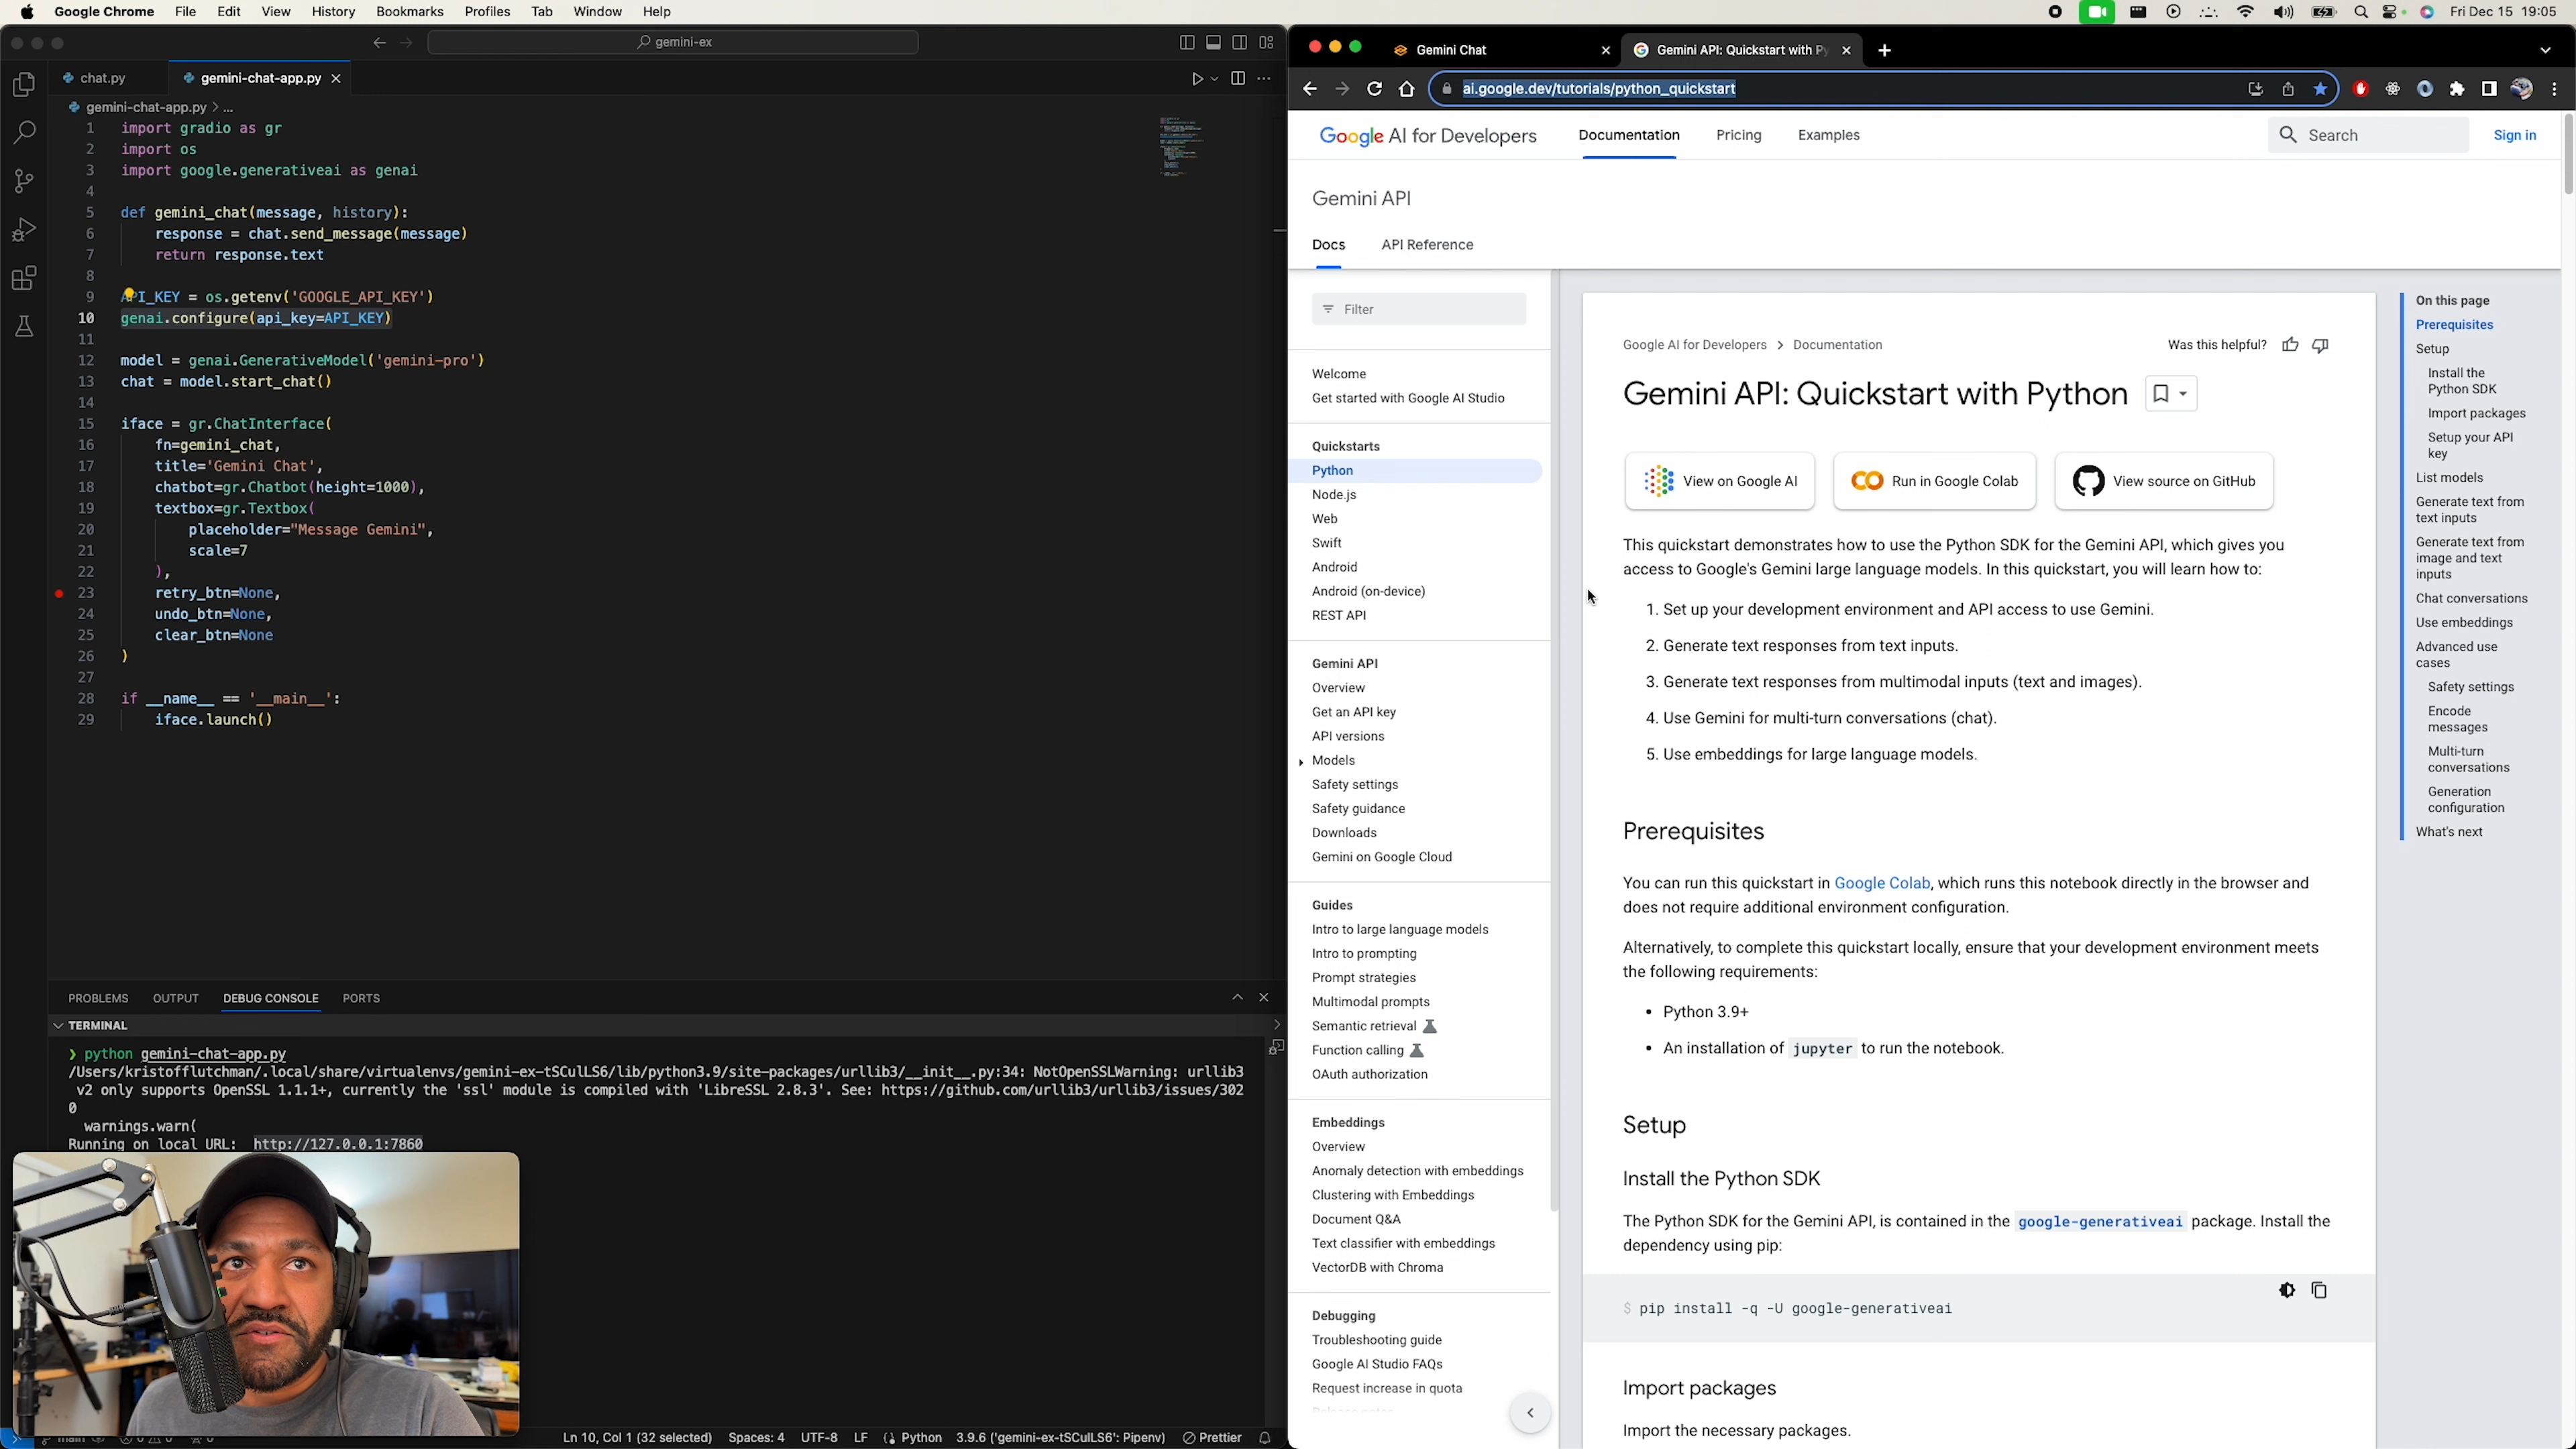 Google Chrome File Edit View History Bookmarks Profiles Tab Window Help
Fri Dec 15 19:05
gemini-ex
chat.py
gemini-chat-app.py
gemini-chat-app.py > ...
1 import gradio as gr
2 import os
3 import google.generativeai as genai
4
5 def gemini_chat(message, history):
6 response = chat.send_message(message)
7 return response.text
8
9 API_KEY = os.getenv('GOOGLE_API_KEY')
10 genai.configure(api_key=API_KEY)
11
12 model = genai.GenerativeModel('gemini-pro')
13 chat = model.start_chat()
14
15 iface = gr.ChatInterface(
16 fn=gemini_chat,
17 title='Gemini Chat',
18 chatbot=gr.Chatbot(height=1000),
19 textbox=gr.Textbox(
20 placeholder="Message Gemini",
21 scale=7
22 ),
23 retry_btn=None,
24 undo_btn=None,
25 clear_btn=None
26 )
27
28 if __name__ == '__main__':
29 iface.launch()
PROBLEMS OUTPUT DEBUG CONSOLE PORTS
TERMINAL
❯ python gemini-chat-app.py
/Users/kristofflutchman/.local/share/virtualenvs/gemini-ex-tSCulLS6/lib/python3.9/site-packages/urllib3/__init__.py:34: NotOpenSSLWarning: urllib3
v2 only supports OpenSSL 1.1.1+, currently the 'ssl' module is compiled with 'LibreSSL 2.8.3'. See: https://github.com/urllib3/urllib3/issues/302
0
warnings.warn(
Running on local URL: http://127.0.0.1:7860
Ln 10, Col 1 (32 selected) Spaces: 4 UTF-8 LF Python 3.9.6 ('gemini-ex-tSCulLS6': Pipenv) Prettier
Gemini Chat
Gemini API: Quickstart with Py
ai.google.dev/tutorials/python_quickstart
Google AI for Developers
Documentation
Pricing
Examples
Search
Sign in
Gemini API
Docs
API Reference
Filter
Welcome
Get started with Google AI Studio
Quickstarts
Python
Node.js
Web
Swift
Android
Android (on-device)
REST API
Gemini API
Overview
Get an API key
API versions
Models
Safety settings
Safety guidance
Downloads
Gemini on Google Cloud
Guides
Intro to large language models
Intro to prompting
Prompt strategies
Multimodal prompts
Semantic retrieval
Function calling
OAuth authorization
Embeddings
Overview
Anomaly detection with embeddings
Clustering with Embeddings
Document Q&A
Text classifier with embeddings
VectorDB with Chroma
Debugging
Troubleshooting guide
Google AI Studio FAQs
Request increase in quota
Google AI for Developers > Documentation
Was this helpful?
Gemini API: Quickstart with Python
View on Google AI
Run in Google Colab
View source on GitHub
This quickstart demonstrates how to use the Python SDK for the Gemini API, which gives you
access to Google's Gemini large language models. In this quickstart, you will learn how to:
1. Set up your development environment and API access to use Gemini.
2. Generate text responses from text inputs.
3. Generate text responses from multimodal inputs (text and images).
4. Use Gemini for multi-turn conversations (chat).
5. Use embeddings for large language models.
Prerequisites
You can run this quickstart in Google Colab, which runs this notebook directly in the browser and
does not require additional environment configuration.
Alternatively, to complete this quickstart locally, ensure that your development environment meets
the following requirements:
• Python 3.9+
• An installation of jupyter to run the notebook.
Setup
Install the Python SDK
The Python SDK for the Gemini API, is contained in the google-generativeai package. Install the
dependency using pip:
$ pip install -q -U google-generativeai
Import packages
Import the necessary packages.
On this page
Prerequisites
Setup
Install the
Python SDK
Import packages
Setup your API
key
List models
Generate text from
text inputs
Generate text from
image and text
inputs
Chat conversations
Use embeddings
Advanced use
cases
Safety settings
Encode
messages
Multi-turn
conversations
Generation
configuration
What's next